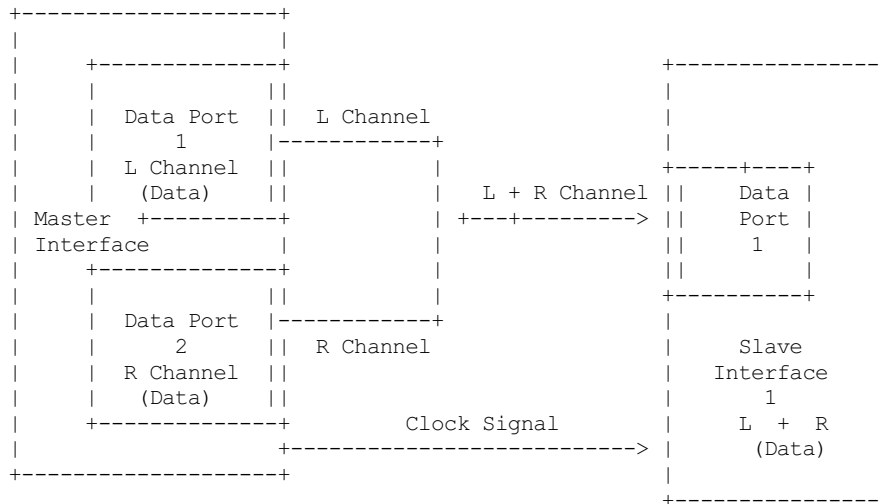 Data Port
1
L Channel
(Data)
Master
Interface
Data Port
2
R Channel
(Data)
L Channel
R Channel
L + R Channel
Clock Signal
Data
Port
1
Slave
Interface
1
L + R
(Data)